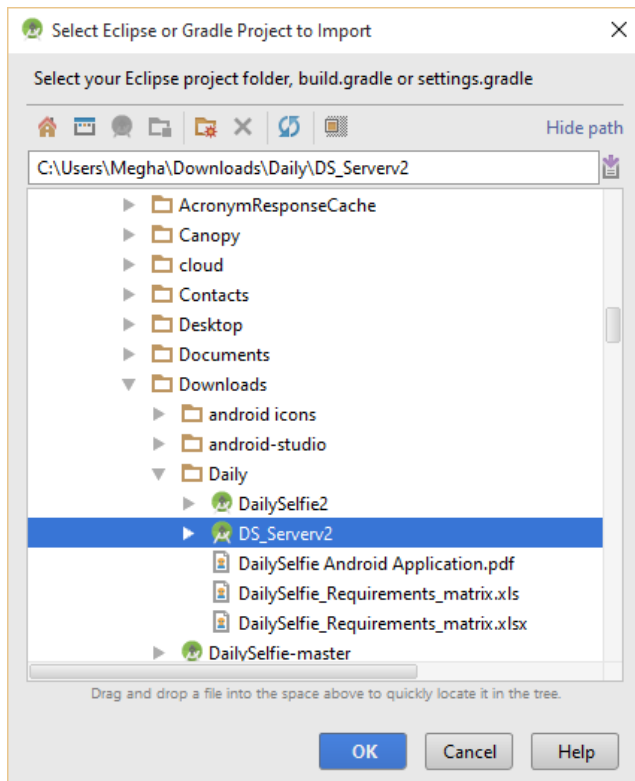 Select Eclipse or Gradle Project to Import
Select your Eclipse project folder, build.gradle or settings.gradle
Hide path
C:\Users\Megha\Downloads\Daily\DS_Serverv2
AcronymResponseCache
Canopy
cloud
Contacts
Desktop
Documents
Downloads
android icons
android-studio
Daily
DailySelfie2
DS_Serverv2
DailySelfie Android Application.pdf
DailySelfie_Requirements_matrix.xls
DailySelfie_Requirements_matrix.xlsx
DailySelfie-master
Drag and drop a file into the space above to quickly locate it in the tree.
OK
Cancel
Help